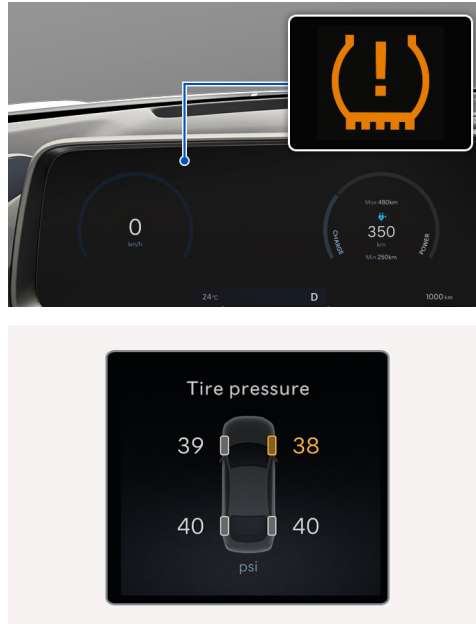 !
0
km/h
Max 480km
350
km
Min 250km
CHARGE
POWER
24°C
D
1000 km
Tire pressure
39
38
40
40
psi